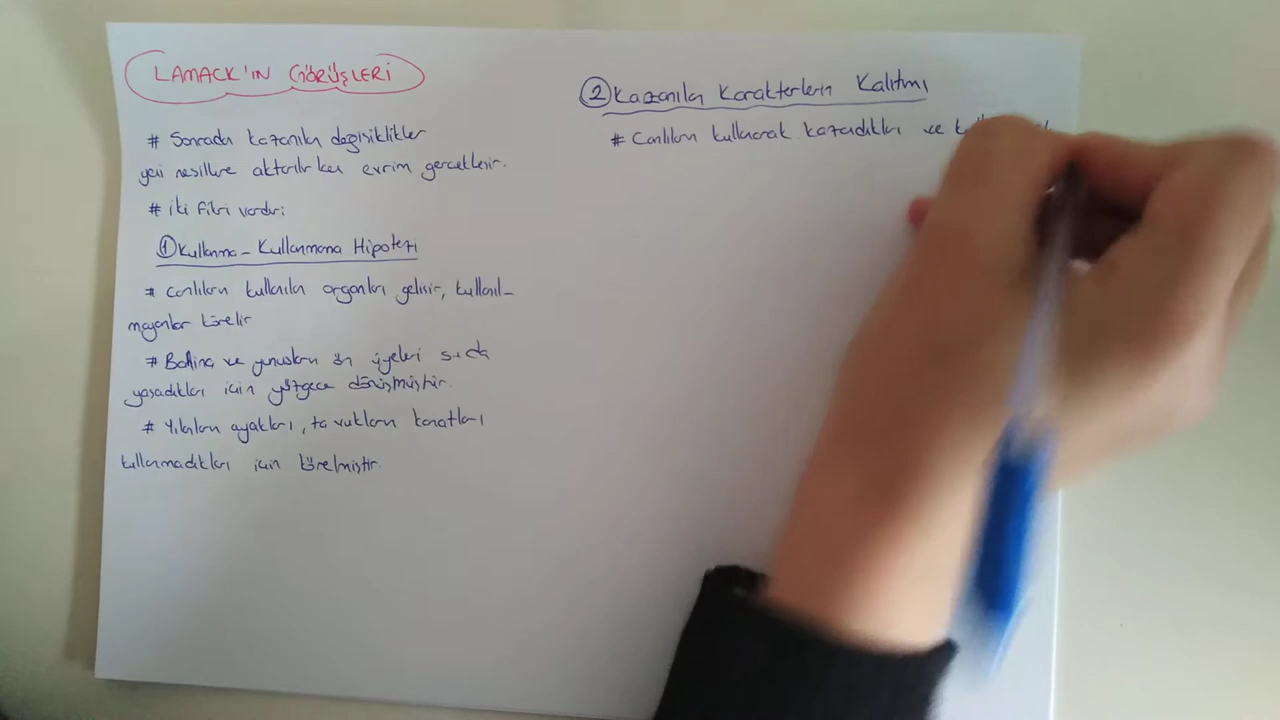 LAMACK'IN GÖRÜŞLERİ
# Sonradan kazanılan değişiklikler
yeni nesillere aktarılırken evrim gerçekleşir.
# iki fikri vardır:
① Kullanma - Kullanmama Hipotezi
# canlıların kullanılan organları gelişir, kullanıl-
mayanlar körelir
# Balina ve yunusların ön üyeleri suda
yaşadıkları için yüzgece dönüşmüştür.
# Yılanların ayakları, tavukların kanatları
kullanmadıkları için körelmiştir.
② Kazanılan Karakterlerin Kalıtımı
# Canlıların kullanarak kazandıkları ve